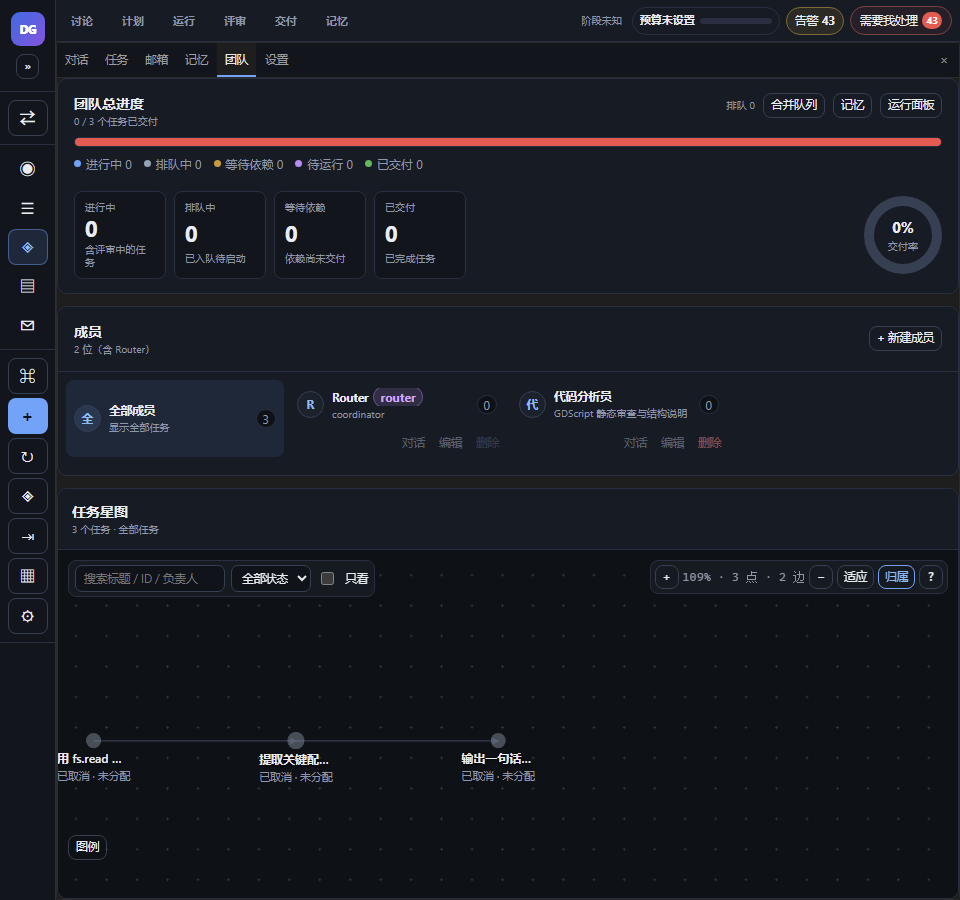 DG
讨论 计划 运行 评审 交付 记忆
阶段未知 预算未设置 告警 43 需要我处理 43
»
对话 任务 邮箱 记忆 团队 设置 ×
团队总进度
0 / 3 个任务已交付
排队 0 合并队列 记忆 运行面板
进行中 0 排队中 0 等待依赖 0 待运行 0 已交付 0
进行中
0
含评审中的任
务
排队中
0
已入队待启动
等待依赖
0
依赖尚未交付
已交付
0
已完成任务
0%
交付率
成员
2 位（含 Router）
+ 新建成员
全 全部成员
显示全部任务
3
R Router router
coordinator
0
对话 编辑 删除
代 代码分析员
GDScript 静态审查与结构说明
0
对话 编辑 删除
任务星图
3 个任务 · 全部任务
搜索标题 / ID / 负责人 全部状态 只看
+ 109% · 3 点 · 2 边 − 适应 归属 ?
用 fs.read ...
已取消 · 未分配
提取关键配...
已取消 · 未分配
输出一句话...
已取消 · 未分配
图例